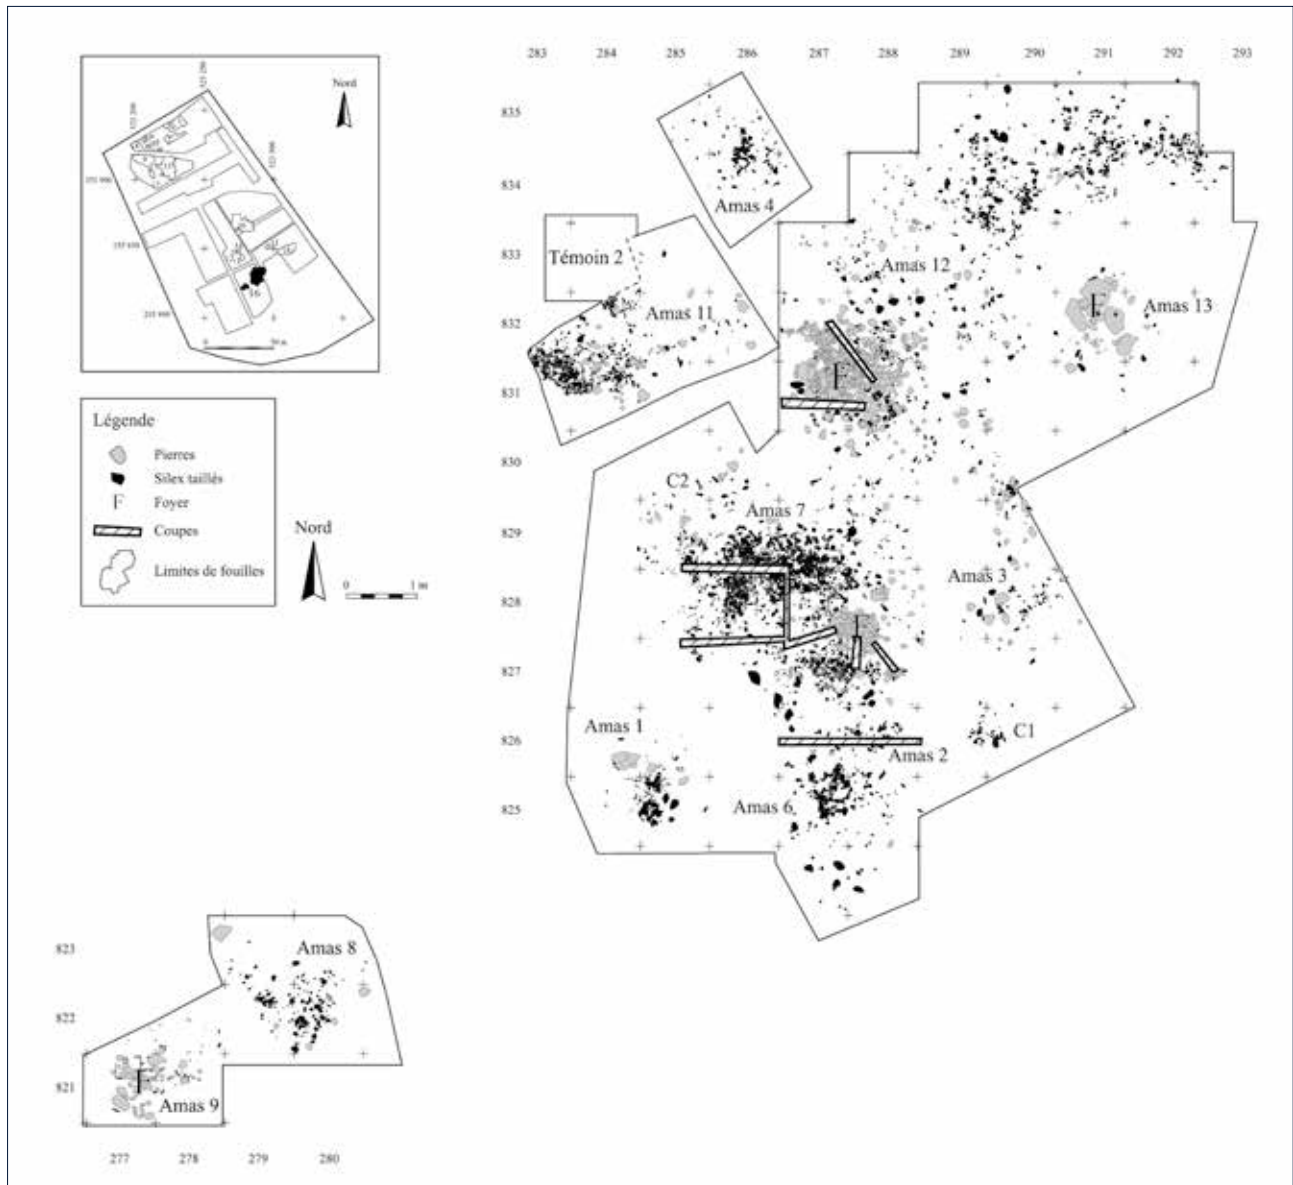 283 284 285 286 287 288 289 290 291 292 293
Nord
835
834
833
832
831
830
829
828
827
826
825
Amas 4
Témoin 2
Amas 11
Amas 12
F
Amas 13
F
0
50 m
Légende
Pierres
Silex taillés
F Foyer
Coupes
Limites de fouilles
Nord
0 1 m
C2
Amas 7
Amas 3
F
Amas 1
C1
Amas 2
Amas 6
823
822
821
Amas 8
F
Amas 9
277 278 279 280